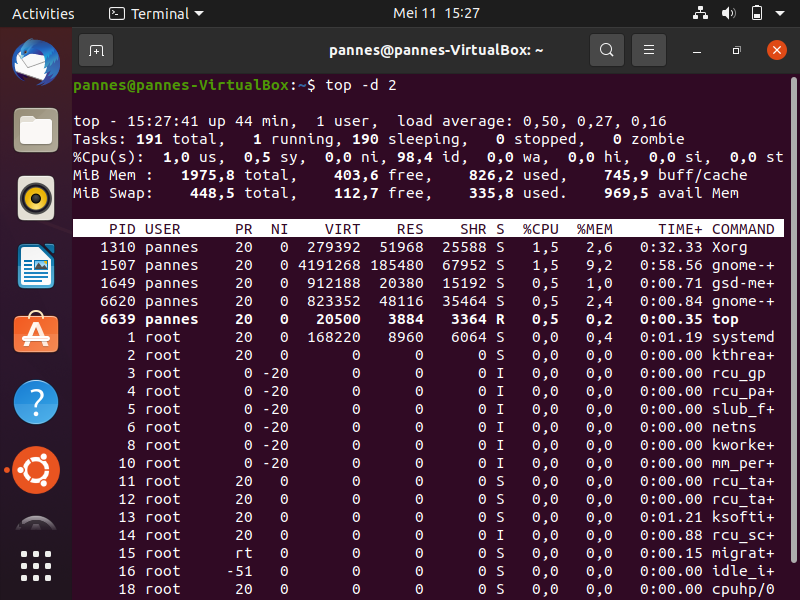 Activities Terminal Mei 11 15:27
pannes@pannes-VirtualBox: ~
pannes@pannes-VirtualBox:~$ top -d 2
top - 15:27:41 up 44 min, 1 user, load average: 0,50, 0,27, 0,16
Tasks: 191 total, 1 running, 190 sleeping, 0 stopped, 0 zombie
%Cpu(s): 1,0 us, 0,5 sy, 0,0 ni, 98,4 id, 0,0 wa, 0,0 hi, 0,0 si, 0,0 st
MiB Mem : 1975,8 total, 403,6 free, 826,2 used, 745,9 buff/cache
MiB Swap: 448,5 total, 112,7 free, 335,8 used. 969,5 avail Mem
PID USER PR NI VIRT RES SHR S %CPU %MEM TIME+ COMMAND
1310 pannes 20 0 279392 51968 25588 S 1,5 2,6 0:32.33 Xorg
1507 pannes 20 0 4191268 185480 67952 S 1,5 9,2 0:58.56 gnome-+
1649 pannes 20 0 912188 20380 15192 S 0,5 1,0 0:00.71 gsd-me+
6620 pannes 20 0 823352 48116 35464 S 0,5 2,4 0:00.84 gnome-+
6639 pannes 20 0 20500 3884 3364 R 0,5 0,2 0:00.35 top
1 root 20 0 168220 8960 6064 S 0,0 0,4 0:01.19 systemd
2 root 20 0 0 0 0 S 0,0 0,0 0:00.00 kthrea+
3 root 0 -20 0 0 0 I 0,0 0,0 0:00.00 rcu_gp
4 root 0 -20 0 0 0 I 0,0 0,0 0:00.00 rcu_pa+
5 root 0 -20 0 0 0 I 0,0 0,0 0:00.00 slub_f+
6 root 0 -20 0 0 0 I 0,0 0,0 0:00.00 netns
8 root 0 -20 0 0 0 I 0,0 0,0 0:00.00 kworke+
10 root 0 -20 0 0 0 I 0,0 0,0 0:00.00 mm_per+
11 root 20 0 0 0 0 S 0,0 0,0 0:00.00 rcu_ta+
12 root 20 0 0 0 0 S 0,0 0,0 0:00.00 rcu_ta+
13 root 20 0 0 0 0 S 0,0 0,0 0:01.21 ksofti+
14 root 20 0 0 0 0 I 0,0 0,0 0:00.88 rcu_sc+
15 root rt 0 0 0 0 S 0,0 0,0 0:00.15 migrat+
16 root -51 0 0 0 0 S 0,0 0,0 0:00.00 idle_i+
18 root 20 0 0 0 0 S 0,0 0,0 0:00.00 cpuhp/0